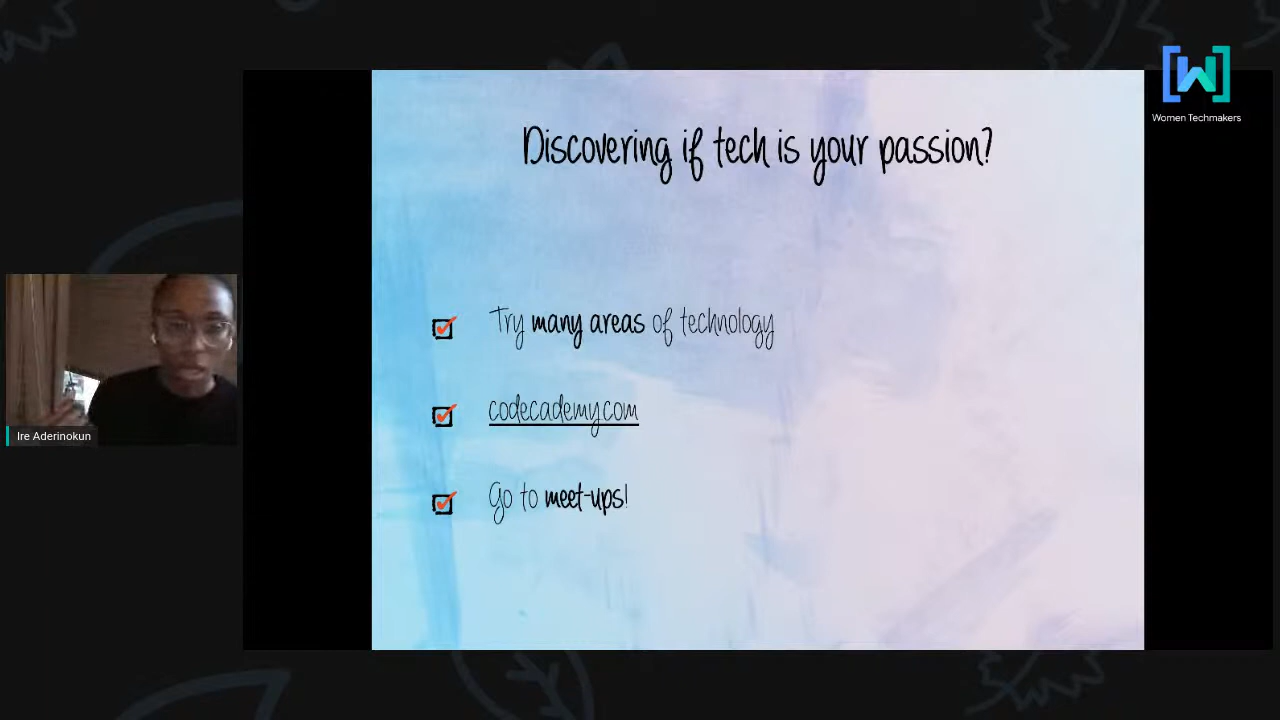 Women Techmakers
Discovering if tech is your passion?
Try many areas of technology
codecademy.com
Go to meet-ups!
Ire Aderinokun